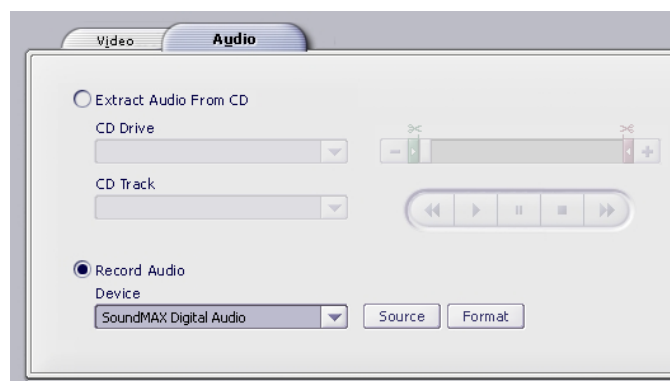 Video
Audio
Extract Audio From CD
CD Drive
CD Track
Record Audio
Device
SoundMAX Digital Audio
Source
Format